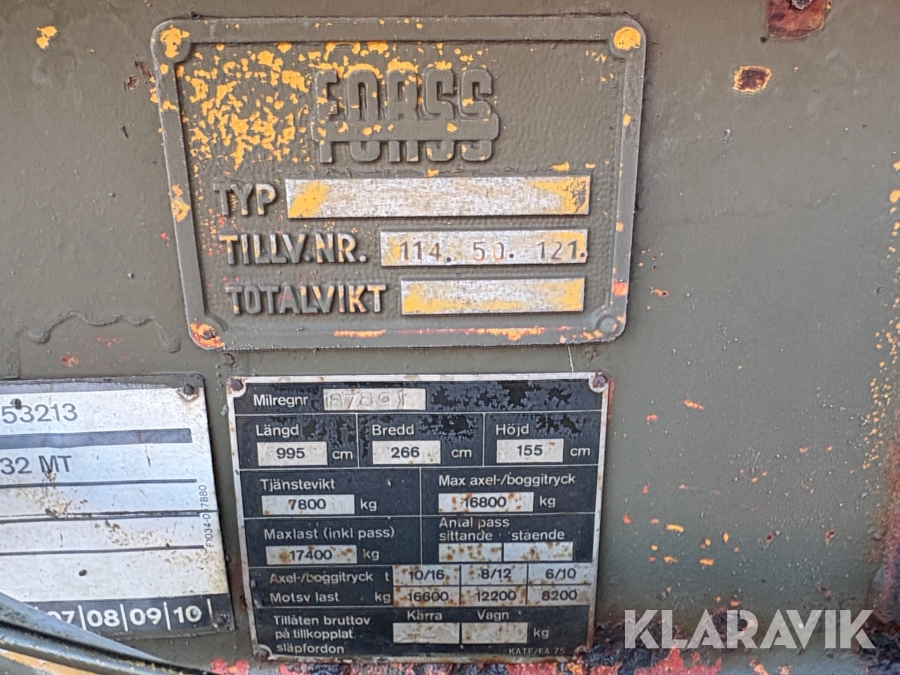 FORSS
TYP
TILLV.NR. 114. 50. 121.
TOTALVIKT
53213
32 MT
07|08|09|10
Milregnr
Längd Bredd Höjd
995 cm 266 cm 155 cm
Tjänstevikt Max axel-/boggitryck
7800 kg 16800 kg
Maxlast (inkl pass) Antal pass
sittande stående
17400 kg
Axel-/boggitryck t 10/16 8/12 6/10
Motsv last kg 16600 12200 8200
Tillåten bruttov Kärra Vagn
på tillkopplat kg
släpfordon
KATF/FA 75
KLARAVIK